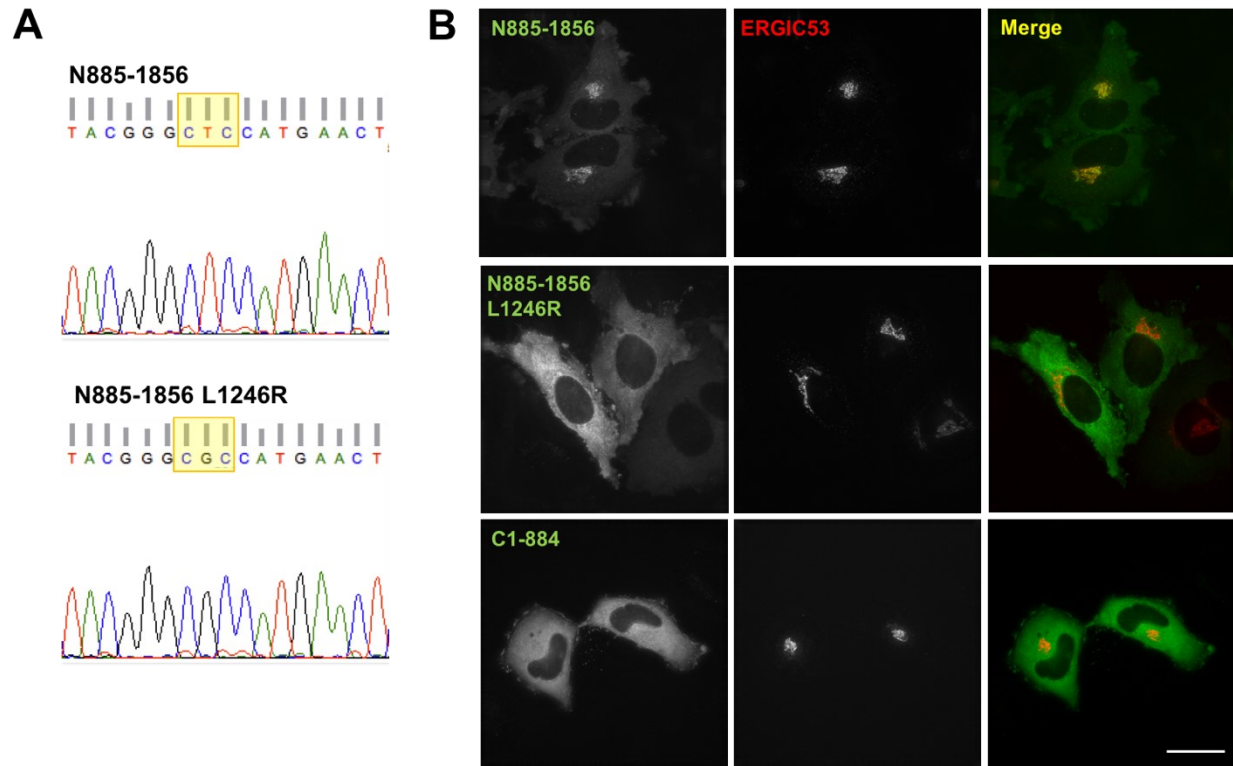 A
N885-1856
TACGGGCTCCATGAACT
N885-1856 L1246R
TACGGGCGCCATGAACT
B
N885-1856
ERGIC53
Merge
N885-1856
L1246R
C1-884